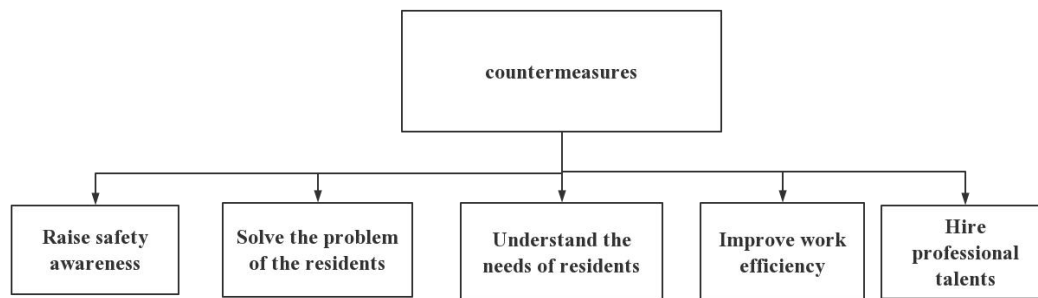 countermeasures
Raise safety
awareness
Solve the problem
of the residents
Understand the
needs of residents
Improve work
efficiency
Hire
professional
talents